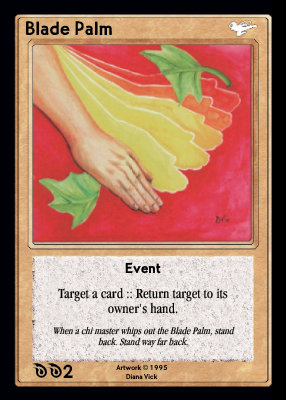 Blade Palm
Event
Target a card :: Return target to its
owner's hand.
When a chi master whips out the Blade Palm, stand
back. Stand way far back.
2
Artwork © 1995
Diana Vick